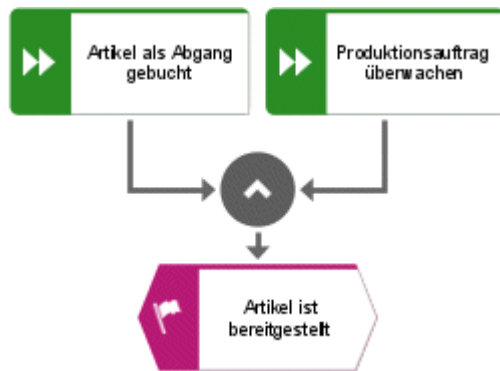 Artikel als Abgang
gebucht
Produktionsauftrag
überwachen
Artikel ist
bereitgestellt